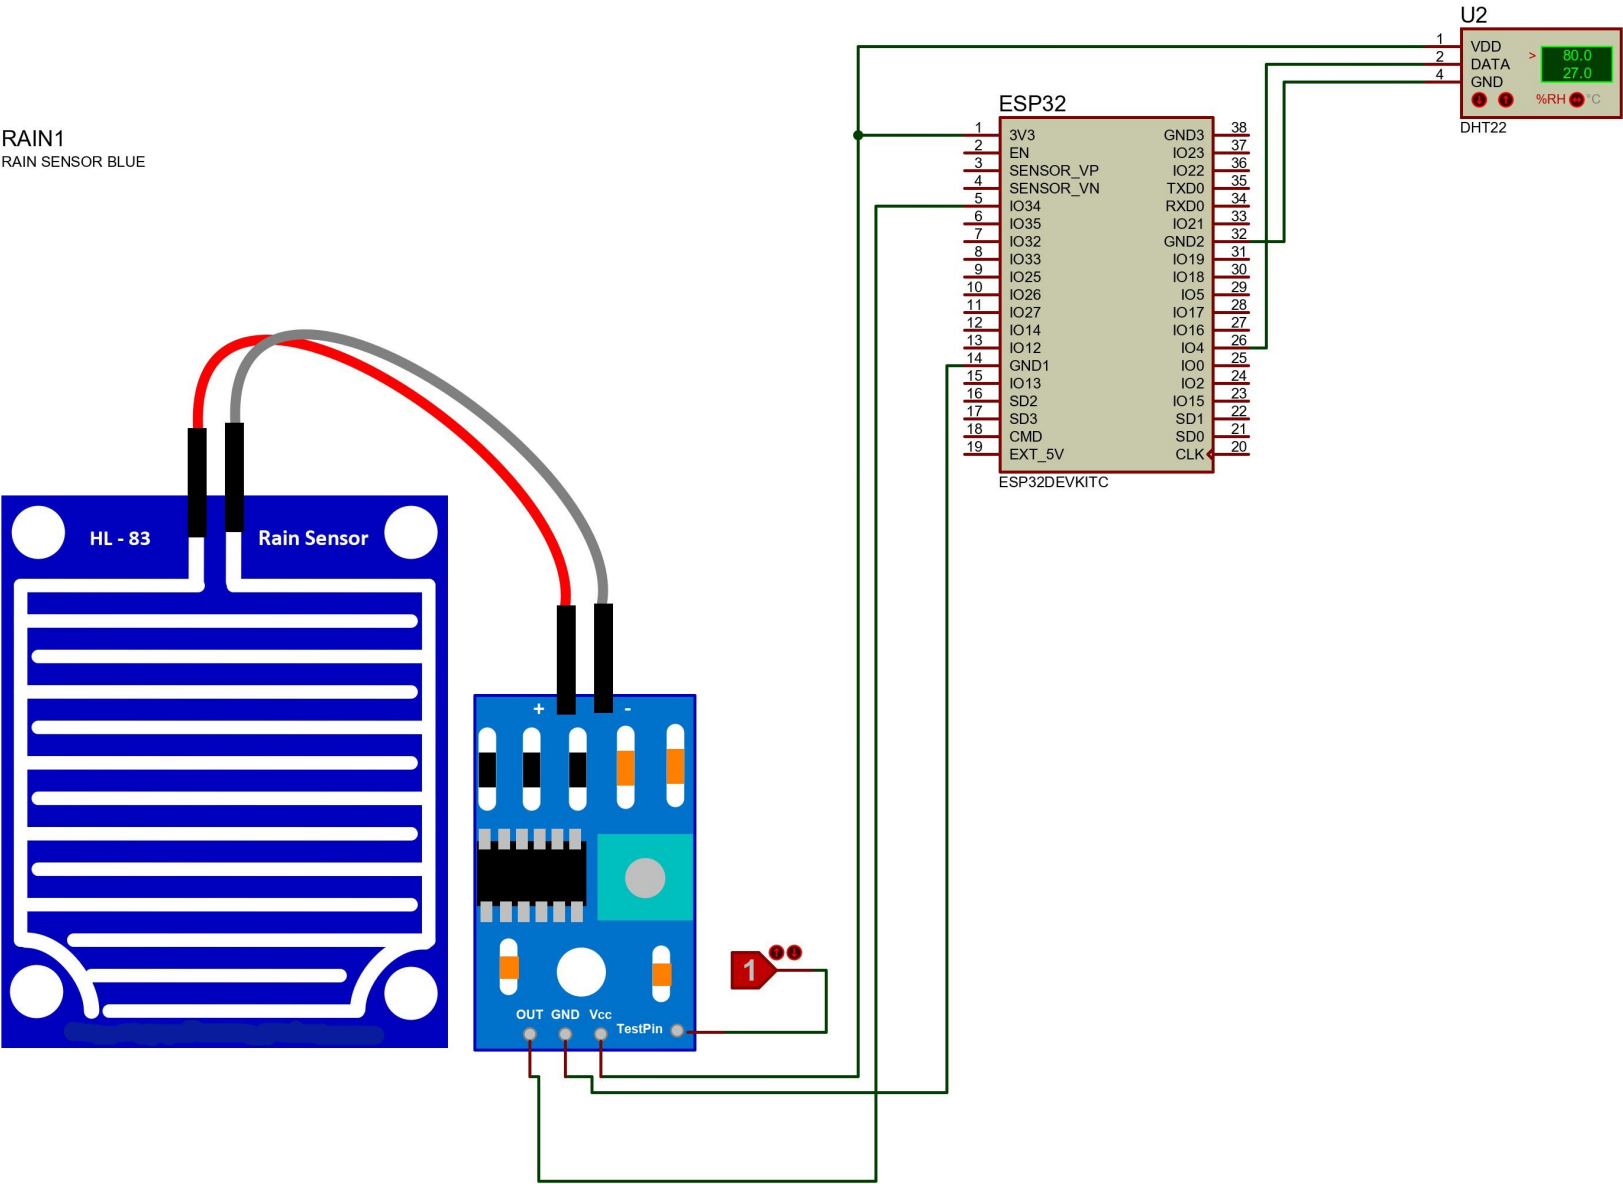 U2
1 VDD
2 DATA
4 GND
> 80.0
27.0
%RH °C
DHT22
RAIN1
RAIN SENSOR BLUE
ESP32
1 3V3 GND3 38
2 EN IO23 37
3 SENSOR_VP IO22 36
4 SENSOR_VN TXD0 35
5 IO34 RXD0 34
6 IO35 IO21 33
7 IO32 GND2 32
8 IO33 IO19 31
9 IO25 IO18 30
10 IO26 IO5 29
11 IO27 IO17 28
12 IO14 IO16 27
13 IO12 IO4 26
14 GND1 IO0 25
15 IO13 IO2 24
16 SD2 IO15 23
17 SD3 SD1 22
18 CMD SD0 21
19 EXT_5V CLK 20
ESP32DEVKITC
HL - 83 Rain Sensor
+ -
1
OUT GND Vcc TestPin